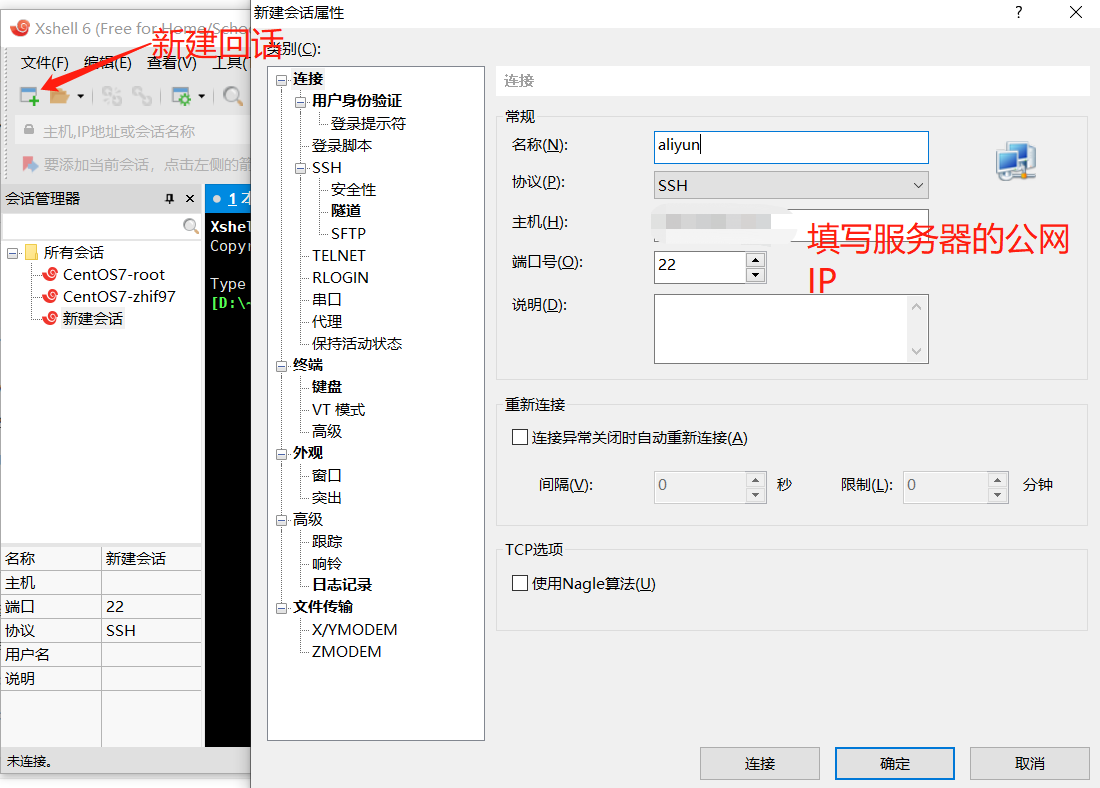 新建会话属性
?
Xshell 6 (Free for Home/Scho
新建回话
文件(F) 编辑(E) 查看(V) 工具(
主机,IP地址或会话名称
要添加当前会话，点击左侧的箭
会话管理器
1 本
所有会话
CentOS7-root
CentOS7-zhif97
新建会话
Xshel
Copyr
Type
[D:\~
名称 新建会话
主机
端口 22
协议 SSH
用户名
说明
未连接。
类别(C):
连接
用户身份验证
登录提示符
登录脚本
SSH
安全性
隧道
SFTP
TELNET
RLOGIN
串口
代理
保持活动状态
终端
键盘
VT 模式
高级
外观
窗口
突出
高级
跟踪
响铃
日志记录
文件传输
X/YMODEM
ZMODEM
连接
常规
名称(N): aliyun
协议(P): SSH
主机(H):
填写服务器的公网
IP
端口号(O): 22
说明(D):
重新连接
连接异常关闭时自动重新连接(A)
间隔(V): 0 秒 限制(L): 0 分钟
TCP选项
使用Nagle算法(U)
连接 确定 取消